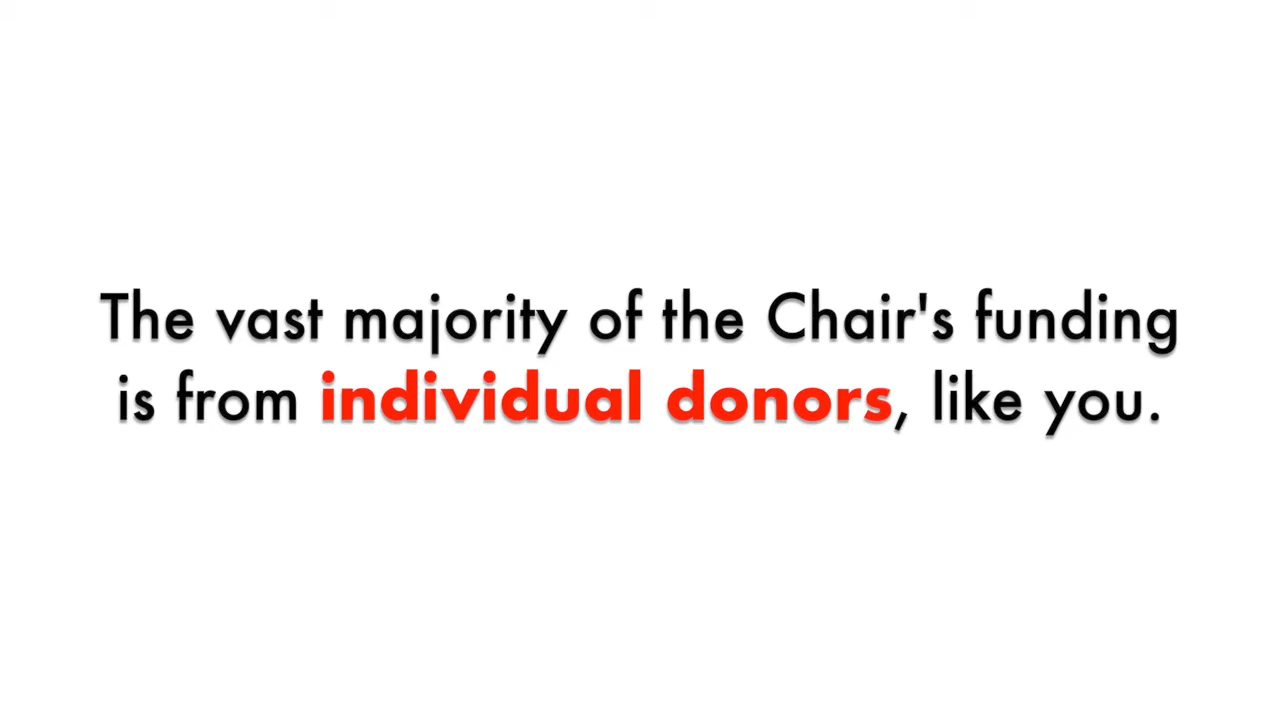 The vast majority of the Chair's funding
is from individual donors, like you.